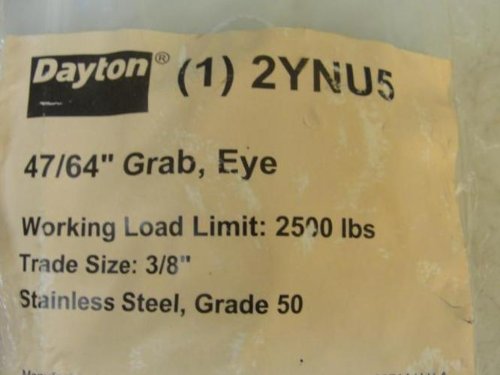 Dayton® (1) 2YNU5
47/64" Grab, Eye
Working Load Limit: 2500 lbs
Trade Size: 3/8"
Stainless Steel, Grade 50